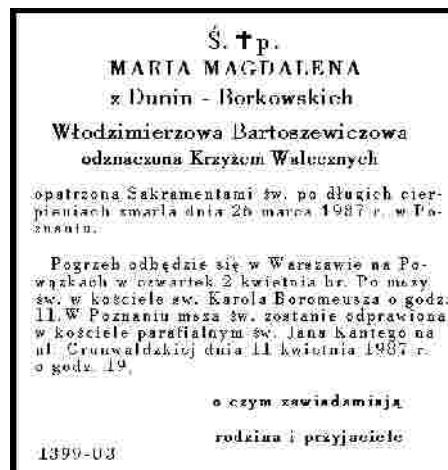 Ś. ✝ p.
MARIA MAGDALENA
z Dunin - Borkowskich
Włodzimierzowa Bartoszewiczowa
odznaczona Krzyżem Walecznych
opatrzona Sakramentami św. po długich cier-
pieniach zmarła dnia 26 marca 1987 r. w Po-
znaniu.
Pogrzeb odbędzie się w Warszawie na Po-
wązkach w czwartek 2 kwietnia br. Po mszy
św. w kościele św. Karola Boromeusza o godz.
11. W Poznaniu msza św. zostanie odprawiona
w kościele parafialnym św. Jana Kantego na
ul. Grunwaldzkiej dnia 11 kwietnia 1987 r.
o godz. 19.
o czym zawiadamiają
rodzina i przyjaciele
1399-03